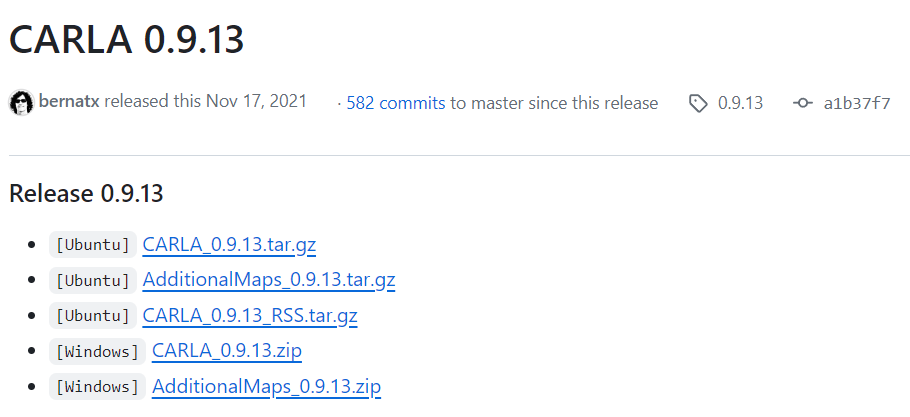 CARLA 0.9.13
bernatx released this Nov 17, 2021 · 582 commits to master since this release 0.9.13 a1b37f7
Release 0.9.13
• [Ubuntu] CARLA_0.9.13.tar.gz
• [Ubuntu] AdditionalMaps_0.9.13.tar.gz
• [Ubuntu] CARLA_0.9.13_RSS.tar.gz
• [Windows] CARLA_0.9.13.zip
• [Windows] AdditionalMaps_0.9.13.zip